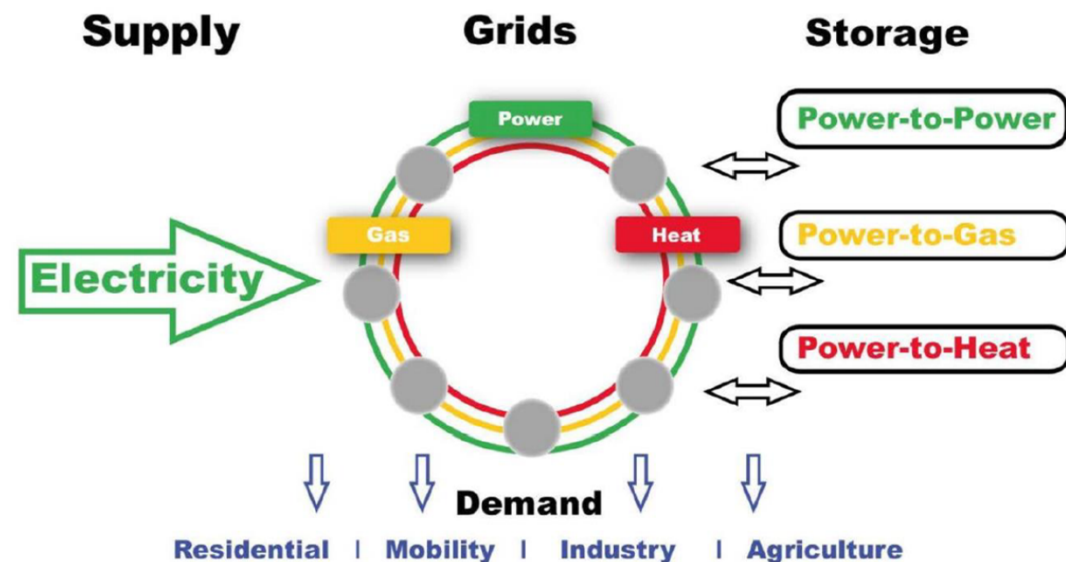 Supply Grids Storage
Power
Power-to-Power
Gas
Heat
Power-to-Gas
Electricity
Power-to-Heat
Demand
Residential | Mobility | Industry | Agriculture